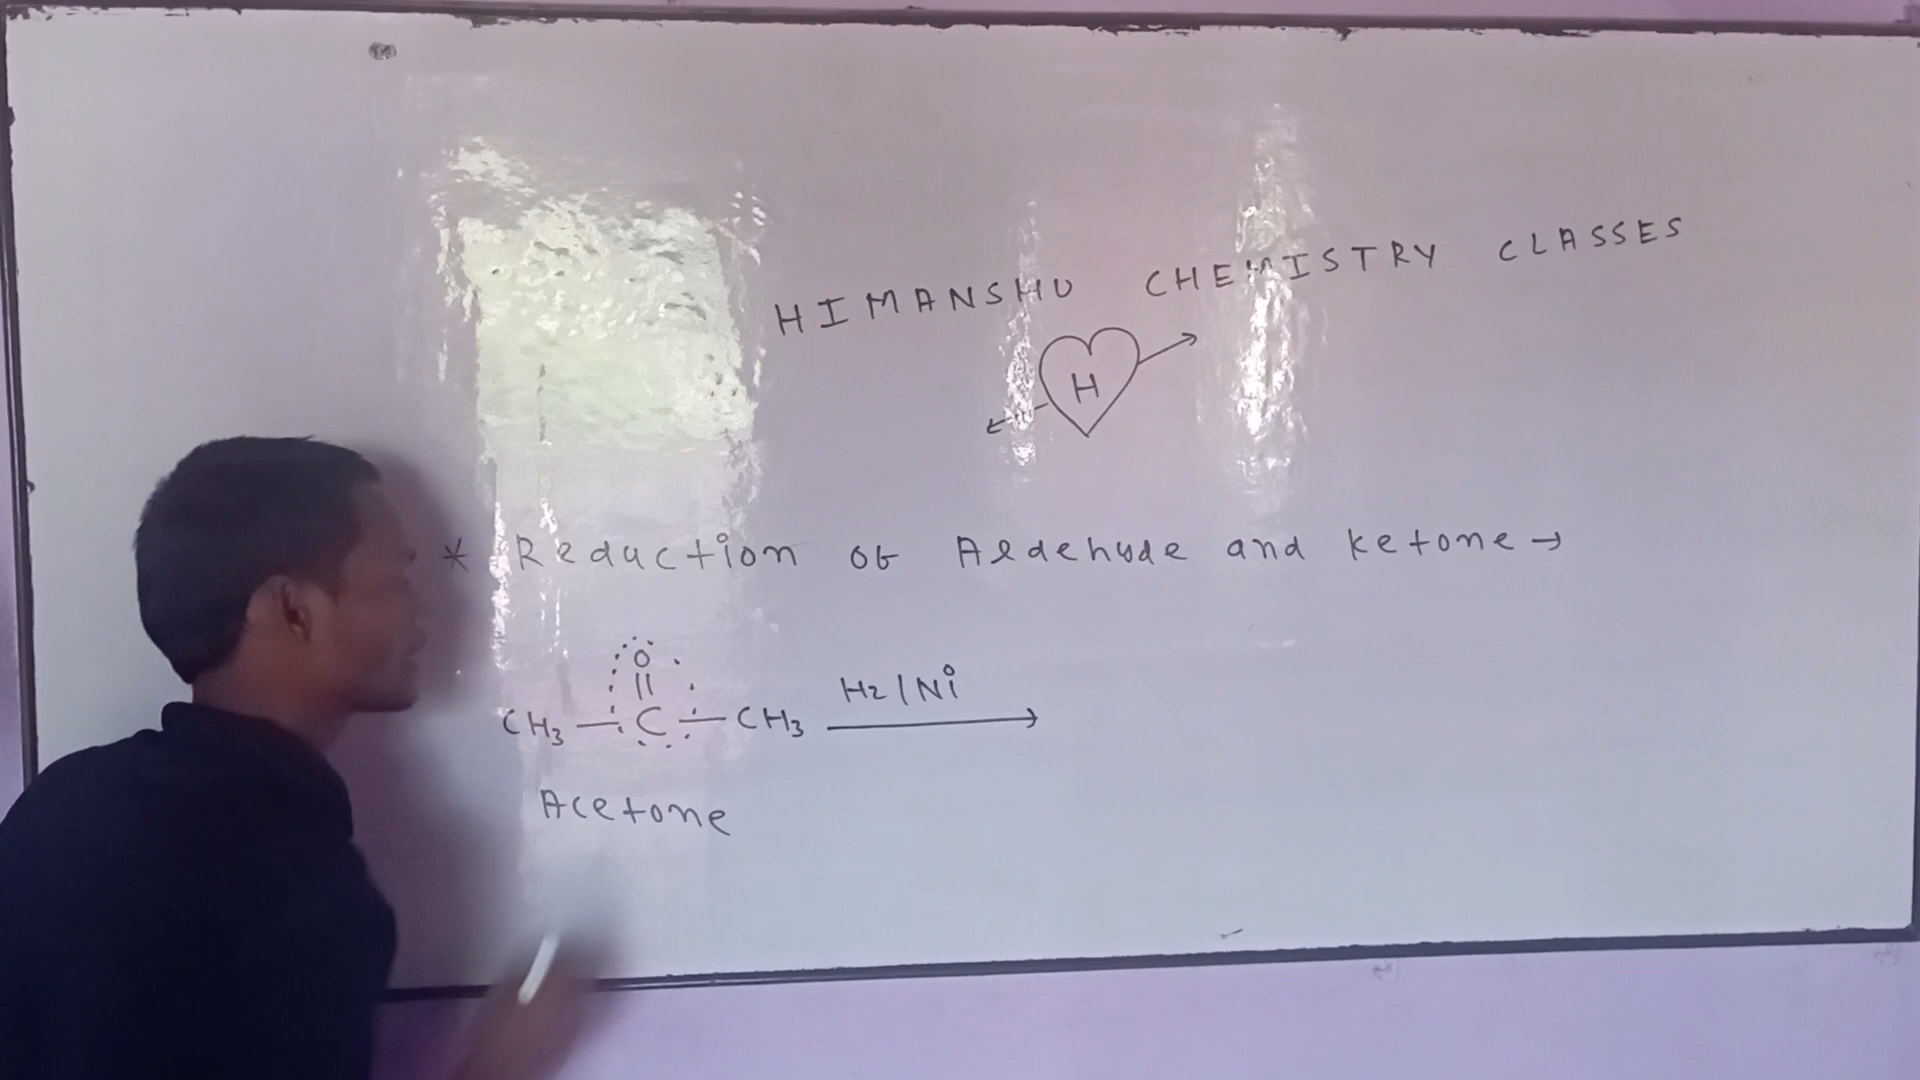 HIMANSHU CHEMISTRY CLASSES
H
* Reduction of Aldehyde and ketone →
O
||
CH₃ — C — CH₃ H₂/Ni →
Acetone